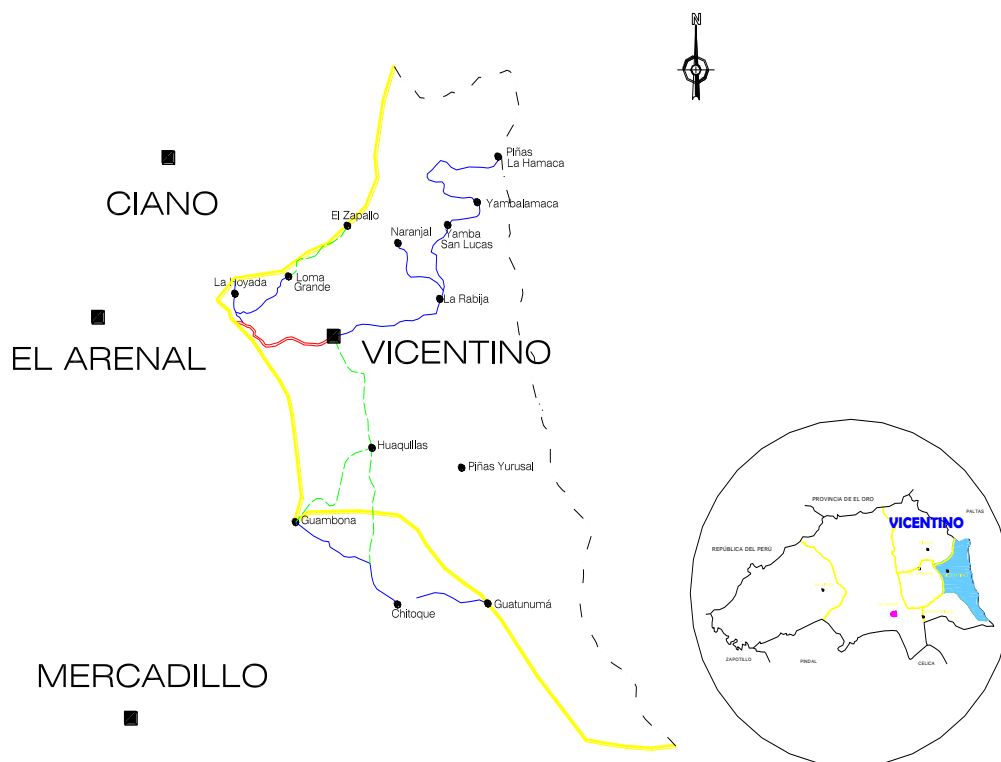 N
Piñas
La Hamaca
CIANO
Yambalamaca
El Zapallo
Naranjal
Yamba
San Lucas
La Hoyada
Loma
Grande
La Rabija
EL ARENAL
VICENTINO
Huaquillas
Piñas Yurusal
Guambona
Chitoque
Guatunumá
MERCADILLO
PROVINCIA DE EL ORO
PALTAS
VICENTINO
REPÚBLICA DEL PERÚ
ZAPOTILLO
PINDAL
CELICA